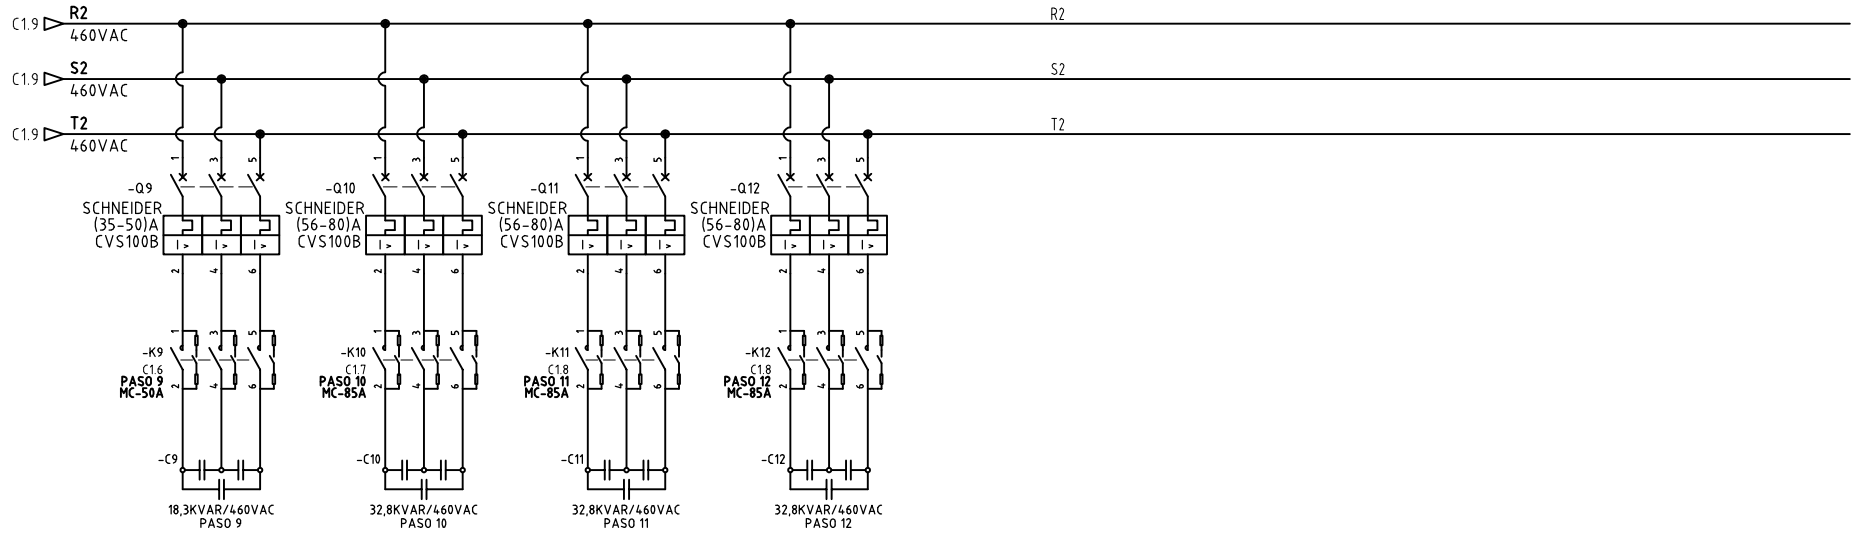 C1.9 R2 R2
460VAC
C1.9 S2 S2
460VAC
C1.9 T2 T2
460VAC
1 3 5 1 3 5 1 3 5 1 3 5
-Q9 -Q10 -Q11 -Q12
SCHNEIDER SCHNEIDER SCHNEIDER SCHNEIDER
(35-50)A (56-80)A (56-80)A (56-80)A
CVS100B I > I > I > CVS100B I > I > I > CVS100B I > I > I > CVS100B I > I > I >
2 4 6 2 4 6 2 4 6 2 4 6
1 3 5 1 3 5 1 3 5 1 3 5
-K9 -K10 -K11 -K12
C1.6 C1.7 C1.8 C1.8
PASO 9 PASO 10 PASO 11 PASO 12
2 4 6 2 4 6 2 4 6 2 4 6
MC-50A MC-85A MC-85A MC-85A
-C9 -C10 -C11 -C12
18,3KVAR/460VAC 32,8KVAR/460VAC 32,8KVAR/460VAC 32,8KVAR/460VAC
PASO 9 PASO 10 PASO 11 PASO 12